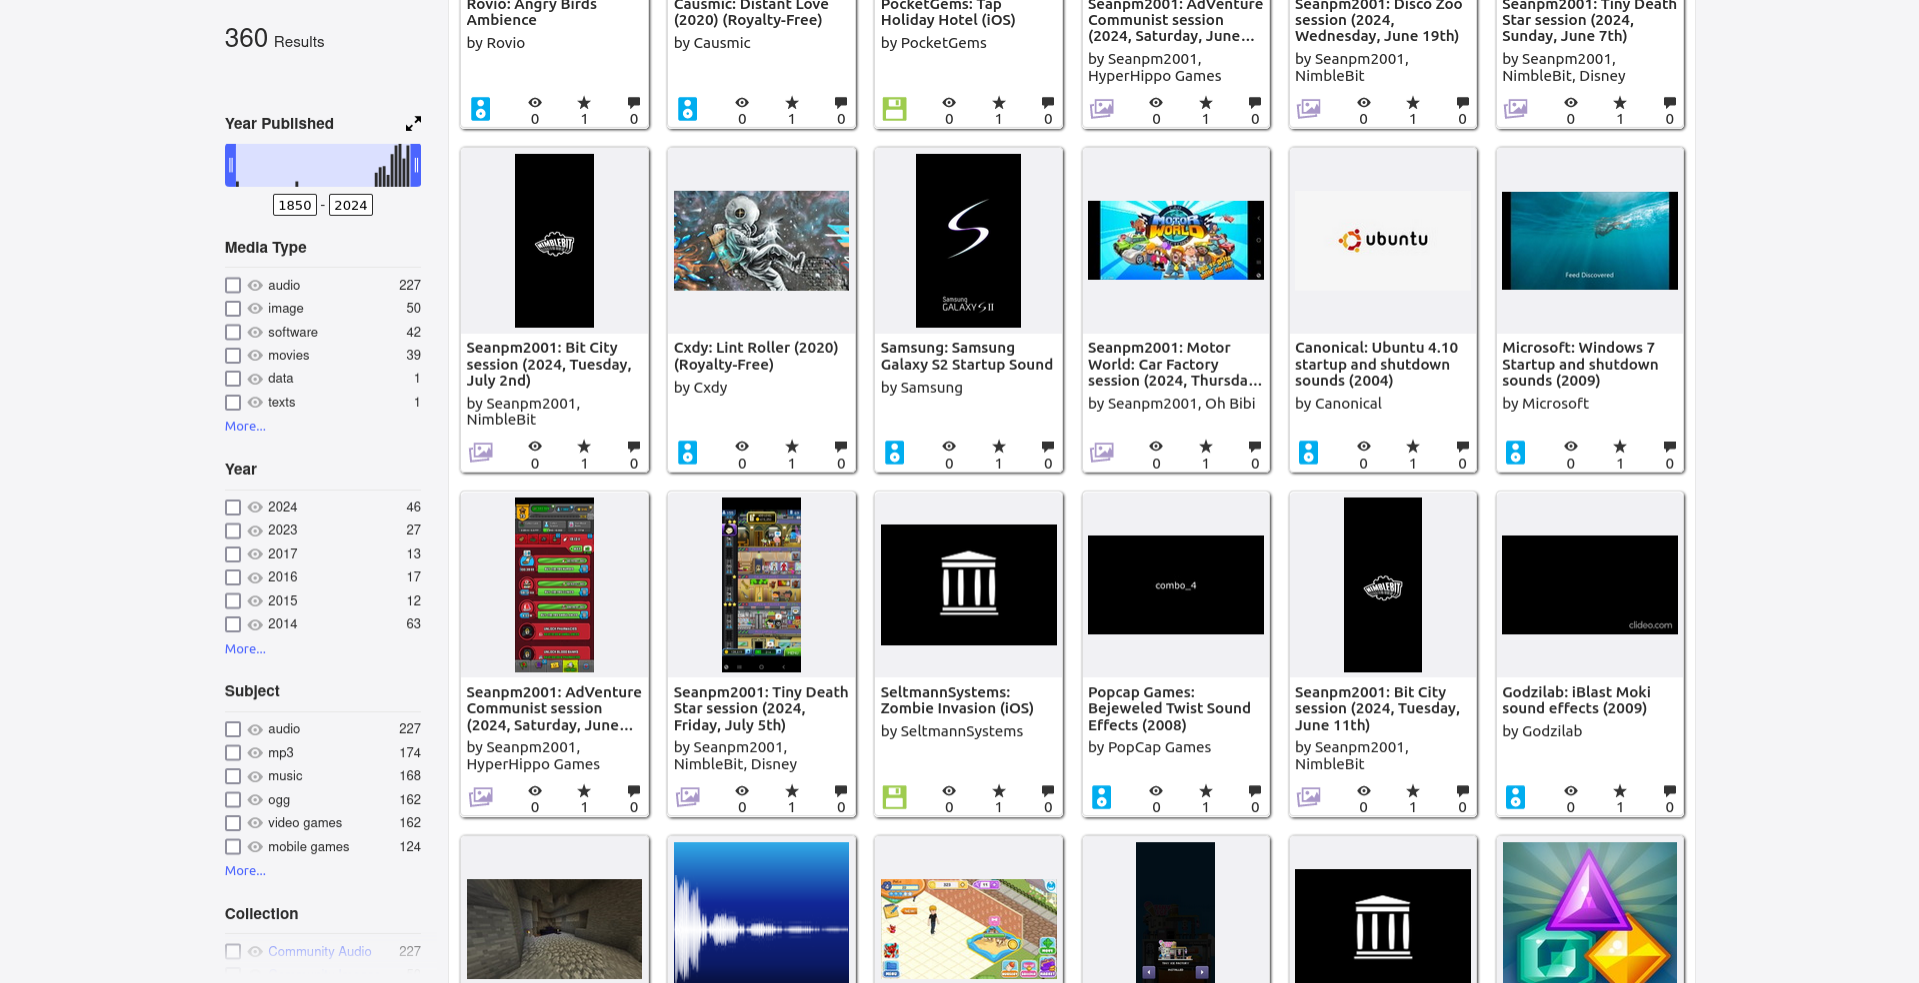 360 Results
Year Published
1850 - 2024
Media Type
audio 227
image 50
software 42
movies 39
data 1
texts 1
More...
Year
2024 46
2023 27
2017 13
2016 17
2015 12
2014 63
More...
Subject
audio 227
mp3 174
music 168
ogg 162
video games 162
mobile games 124
More...
Collection
Community Audio 227
Rovio: Angry Birds
Ambience
by Rovio
0 1 0
Causmic: Distant Love
(2020) (Royalty-Free)
by Causmic
0 1 0
PocketGems: Tap
Holiday Hotel (iOS)
by PocketGems
0 1 0
Seanpm2001: AdVenture
Communist session
(2024, Saturday, June...
by Seanpm2001,
HyperHippo Games
0 1 0
Seanpm2001: Disco Zoo
session (2024,
Wednesday, June 19th)
by Seanpm2001,
NimbleBit
0 1 0
Seanpm2001: Tiny Death
Star session (2024,
Sunday, June 7th)
by Seanpm2001,
NimbleBit, Disney
0 1 0
NIMBLEBIT
Seanpm2001: Bit City
session (2024, Tuesday,
July 2nd)
by Seanpm2001,
NimbleBit
0 1 0
Cxdy: Lint Roller (2020)
(Royalty-Free)
by Cxdy
0 1 0
Samsung
GALAXY S II
Samsung: Samsung
Galaxy S2 Startup Sound
by Samsung
0 1 0
MOTOR
WORLD
Seanpm2001: Motor
World: Car Factory
session (2024, Thursda...
by Seanpm2001, Oh Bibi
0 1 0
ubuntu
Canonical: Ubuntu 4.10
startup and shutdown
sounds (2004)
by Canonical
0 1 0
Feed Discovered
Microsoft: Windows 7
Startup and shutdown
sounds (2009)
by Microsoft
0 1 0
Seanpm2001: AdVenture
Communist session
(2024, Saturday, June...
by Seanpm2001,
HyperHippo Games
0 1 0
Seanpm2001: Tiny Death
Star session (2024,
Friday, July 5th)
by Seanpm2001,
NimbleBit, Disney
0 1 0
SeltmannSystems:
Zombie Invasion (iOS)
by SeltmannSystems
0 1 0
combo_4
Popcap Games:
Bejeweled Twist Sound
Effects (2008)
by PopCap Games
0 1 0
NIMBLEBIT
Seanpm2001: Bit City
session (2024, Tuesday,
June 11th)
by Seanpm2001,
NimbleBit
0 1 0
clideo.com
Godzilab: iBlast Moki
sound effects (2009)
by Godzilab
0 1 0